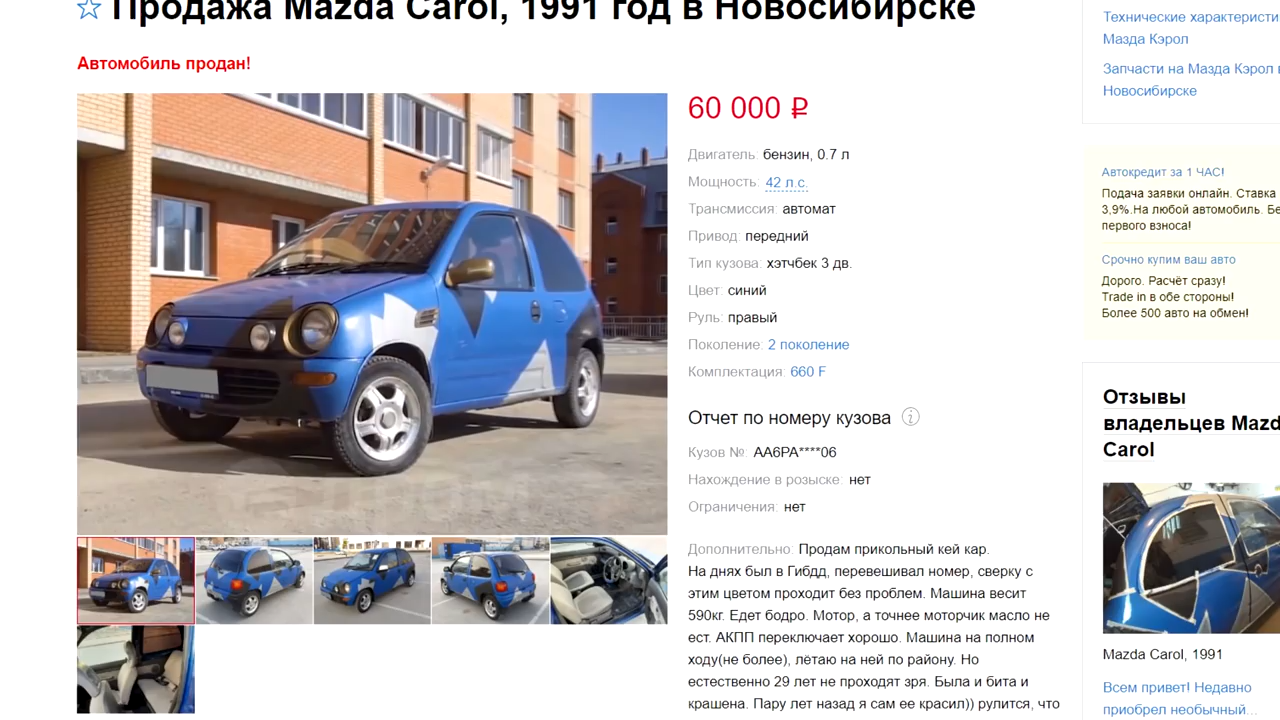 Продажа Mazda Carol, 1991 год в Новосибирске
Автомобиль продан!
60 000 ₽
Двигатель: бензин, 0.7 л
Мощность: 42 л.с.
Трансмиссия: автомат
Привод: передний
Тип кузова: хэтчбек 3 дв.
Цвет: синий
Руль: правый
Поколение: 2 поколение
Комплектация: 660 F
Отчет по номеру кузова
Кузов №: AA6PA****06
Нахождение в розыске: нет
Ограничения: нет
Дополнительно: Продам прикольный кей кар.
На днях был в Гибдд, перевешивал номер, сверку с
этим цветом проходит без проблем. Машина весит
590кг. Едет бодро. Мотор, а точнее моторчик масло не
ест. АКПП переключает хорошо. Машина на полном
ходу(не более), лётаю на ней по району. Но
естественно 29 лет не проходят зря. Была и бита и
крашена. Пару лет назад я сам ее красил)) рулится, что
Технические характеристи
Мазда Кэрол
Запчасти на Мазда Кэрол в
Новосибирске
Автокредит за 1 ЧАС!
Подача заявки онлайн. Ставка
3,9%.На любой автомобиль. Бе
первого взноса!
Срочно купим ваш авто
Дорого. Расчёт сразу!
Trade in в обе стороны!
Более 500 авто на обмен!
Отзывы
владельцев Mazd
Carol
Mazda Carol, 1991
Всем привет! Недавно
приобрел необычный...